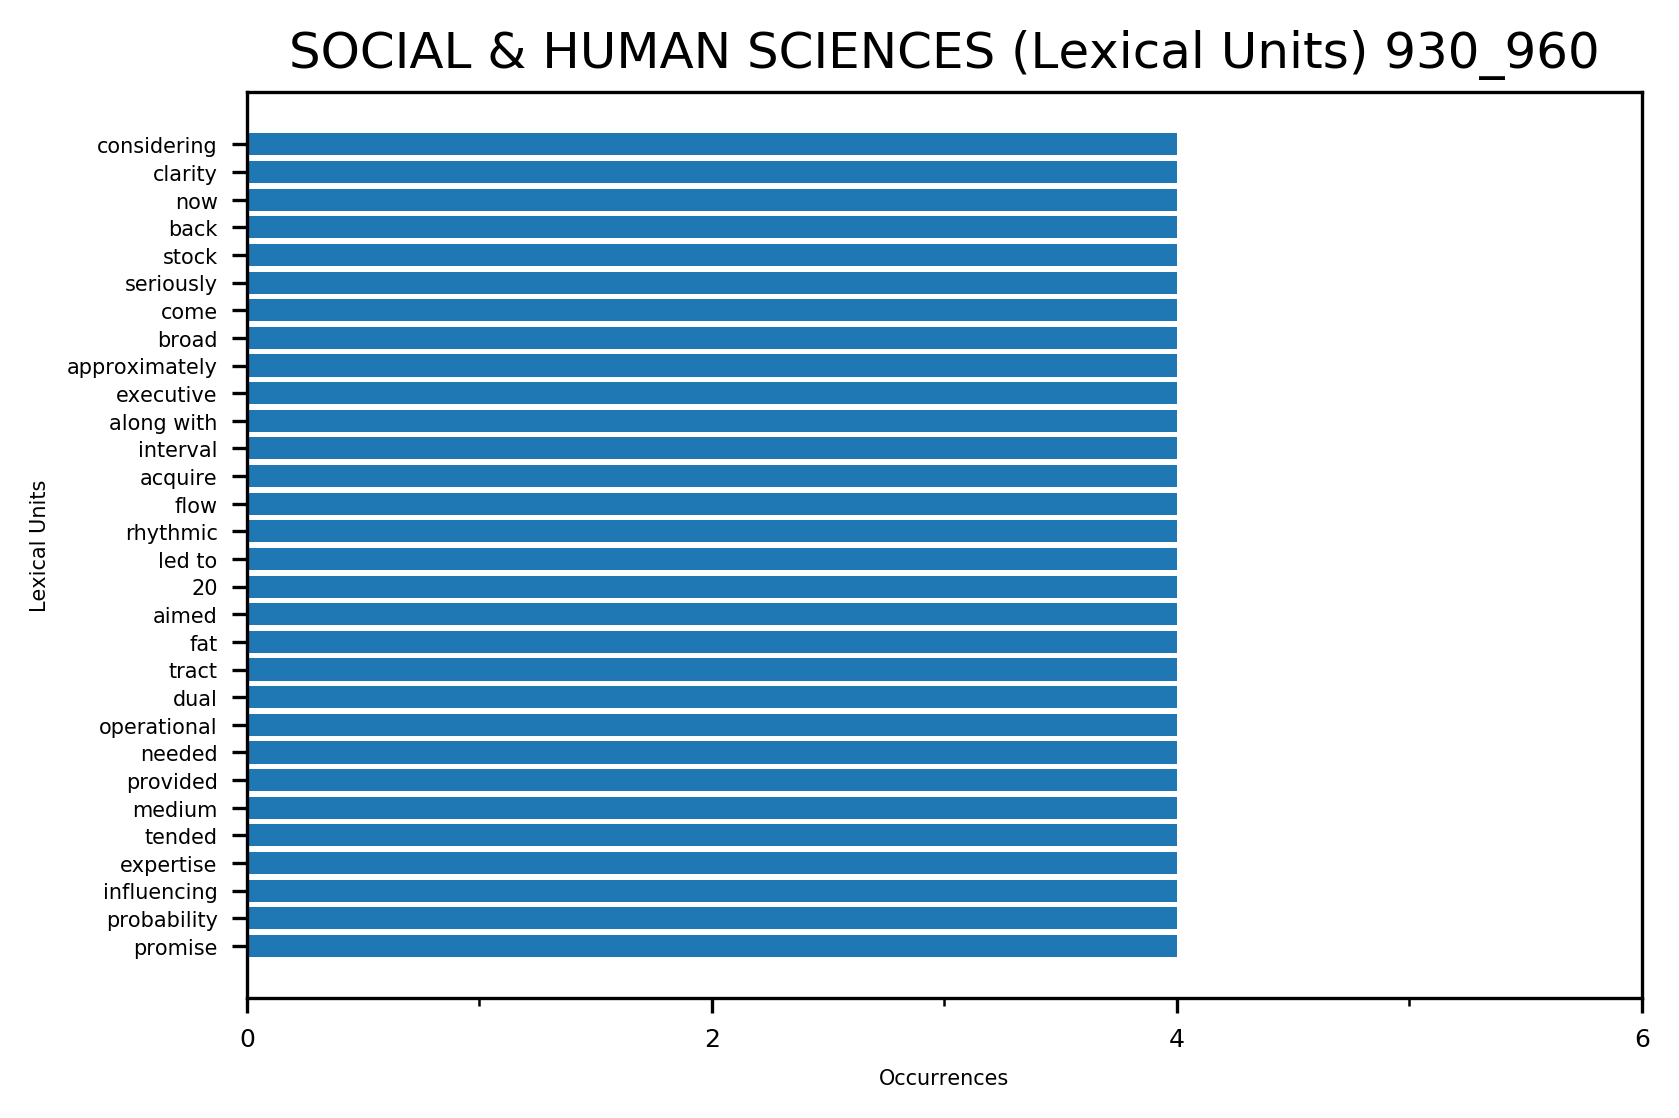 SOCIAL & HUMAN SCIENCES (Lexical Units) 930_960
considering
clarity
now
back
stock
seriously
come
broad
approximately
executive
along with
interval
acquire
flow
rhythmic
led to
20
aimed
fat
tract
dual
operational
needed
provided
medium
tended
expertise
influencing
probability
promise
Lexical Units
0 2 4 6
Occurrences